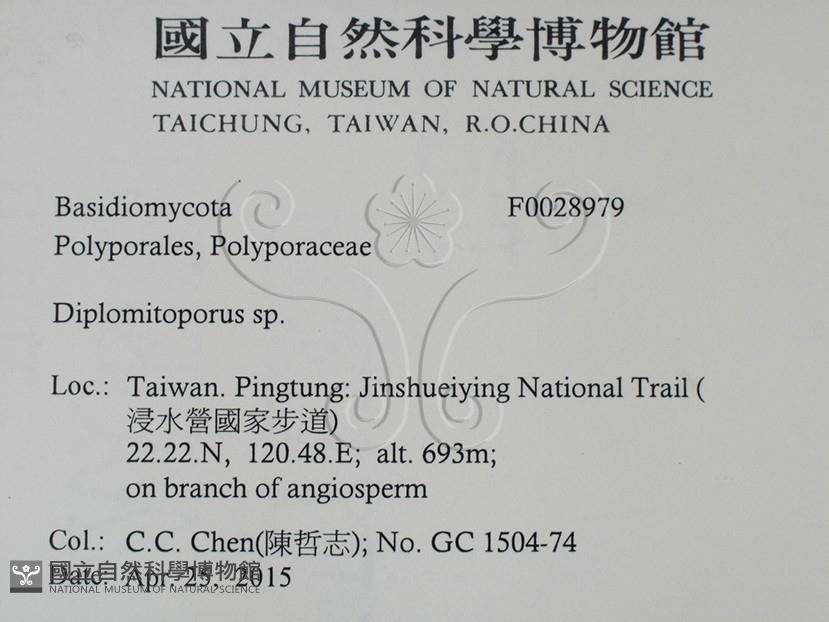 國立自然科學博物館
NATIONAL MUSEUM OF NATURAL SCIENCE
TAICHUNG, TAIWAN, R.O.CHINA
Basidiomycota F0028979
Polyporales, Polyporaceae
Diplomitoporus sp.
Loc.: Taiwan. Pingtung: Jinshueiying National Trail (
浸水營國家步道)
22.22.N, 120.48.E; alt. 693m;
on branch of angiosperm
Col.: C.C. Chen(陳哲志); No. GC 1504-74
Date: Apr. 25, 2015
國立自然科學博物館
NATIONAL MUSEUM OF NATURAL SCIENCE